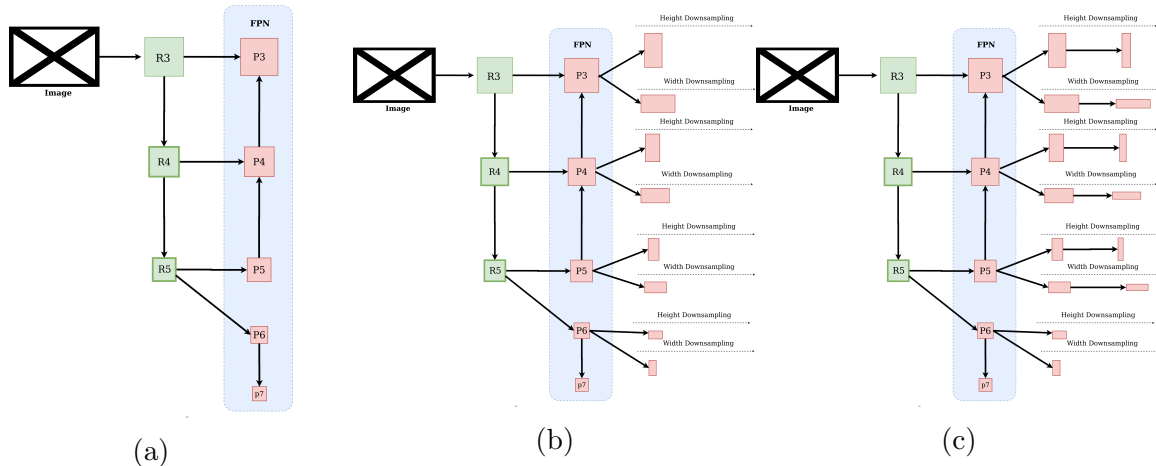 FPN
R3
P3
Image
R4
P4
R5
P5
P6
p7
(a)
Height Downsampling
FPN
R3
P3
Width Downsampling
Image
Height Downsampling
R4
P4
Width Downsampling
Height Downsampling
R5
P5
Width Downsampling
Height Downsampling
P6
Width Downsampling
p7
(b)
Height Downsampling
FPN
R3
P3
Width Downsampling
Image
Height Downsampling
R4
P4
Width Downsampling
Height Downsampling
R5
P5
Width Downsampling
Height Downsampling
P6
Width Downsampling
p7
(c)